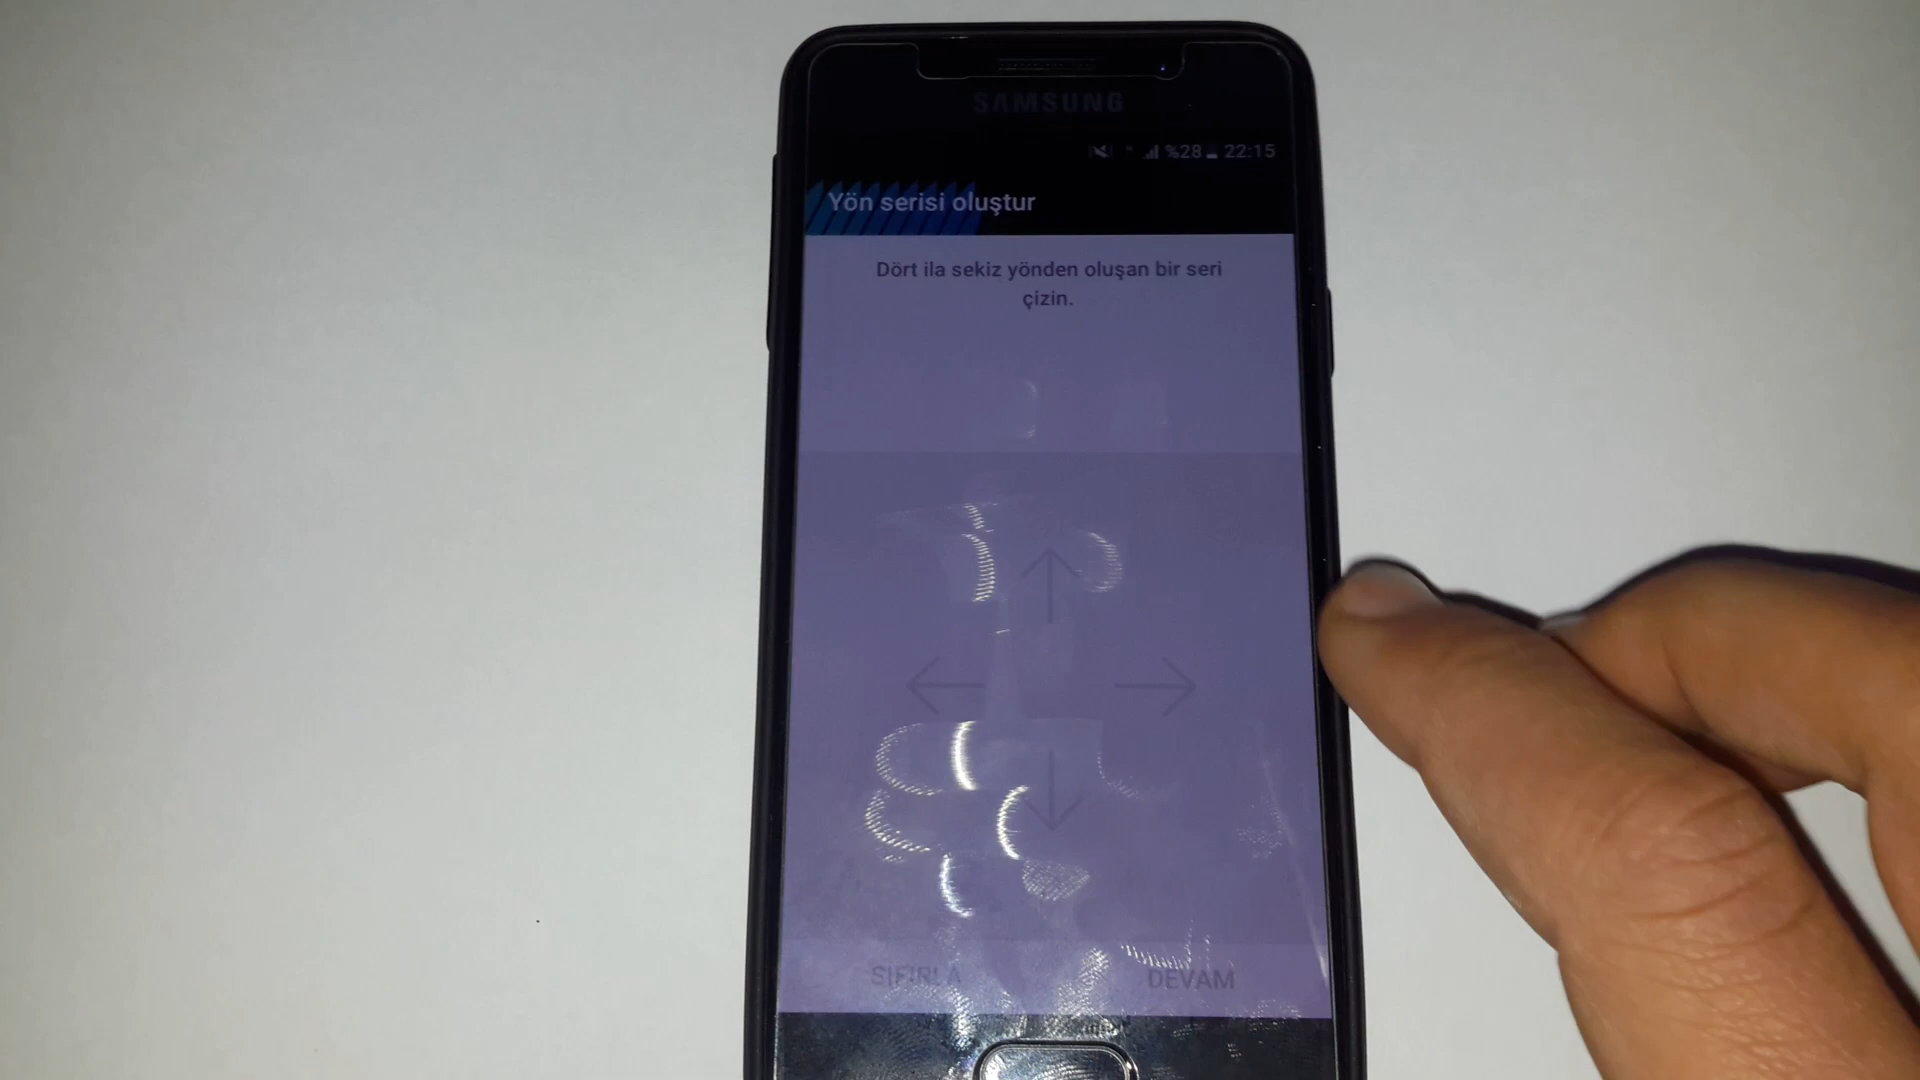 SAMSUNG
%28 22:15
Yön serisi oluştur
Dört ila sekiz yönden oluşan bir seri
çizin.
SIFIRLA DEVAM